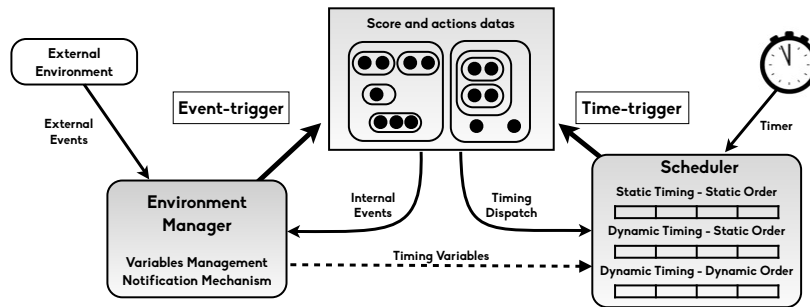 Score and actions datas
External
Environment
Event-trigger
Time-trigger
External
Events
Timer
Environment
Manager
Variables Management
Notification Mechanism
Internal
Events
Timing
Dispatch
Timing Variables
Scheduler
Static Timing - Static Order
Dynamic Timing - Static Order
Dynamic Timing - Dynamic Order